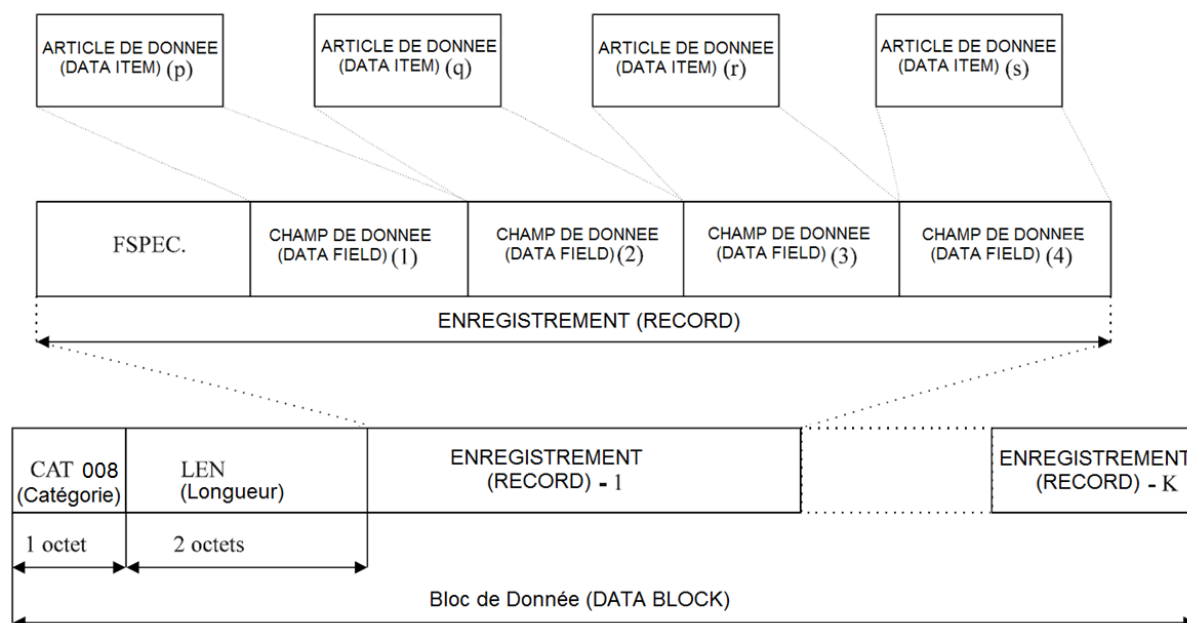 ARTICLE DE DONNEE
(DATA ITEM) (p)
ARTICLE DE DONNEE
(DATA ITEM) (q)
ARTICLE DE DONNEE
(DATA ITEM) (r)
ARTICLE DE DONNEE
(DATA ITEM) (s)
FSPEC.
CHAMP DE DONNEE
(DATA FIELD) (1)
CHAMP DE DONNEE
(DATA FIELD) (2)
CHAMP DE DONNEE
(DATA FIELD) (3)
CHAMP DE DONNEE
(DATA FIELD) (4)
ENREGISTREMENT (RECORD)
CAT 008
(Catégorie)
LEN
(Longueur)
ENREGISTREMENT
(RECORD) - 1
ENREGISTREMENT
(RECORD) - K
1 octet
2 octets
Bloc de Donnée (DATA BLOCK)